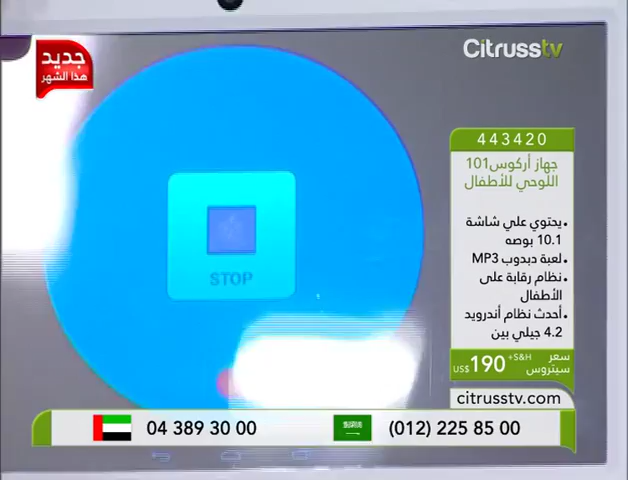 جديد
هذا الشهر
Citrusstv
443420
جهاز أركوس101
اللوحي للأطفال
•يحتوي علي شاشة
10.1 بوصه
•لعبة دبدوب MP3
•نظام رقابة على
الأطفال
•أحدث نظام أندرويد
4.2 جيلي بين
سعر
سيتروس
US$ 190 +S&H
citrusstv.com
STOP
04 389 30 00
(012) 225 85 00